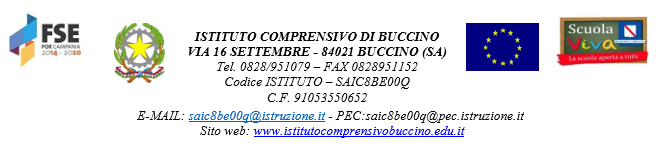 FSE
POR CAMPANIA
2014 - 2020
ISTITUTO COMPRENSIVO DI BUCCINO
VIA 16 SETTEMBRE - 84021 BUCCINO (SA)
Tel. 0828/951079 – FAX 0828951152
Codice ISTITUTO – SAIC8BE00Q
C.F. 91053550652
E-MAIL: saic8be00q@istruzione.it - PEC:saic8be00q@pec.istruzione.it
Sito web: www.istitutocomprensivobuccino.edu.it
Scuola
Viva
La scuola aperta a tutti